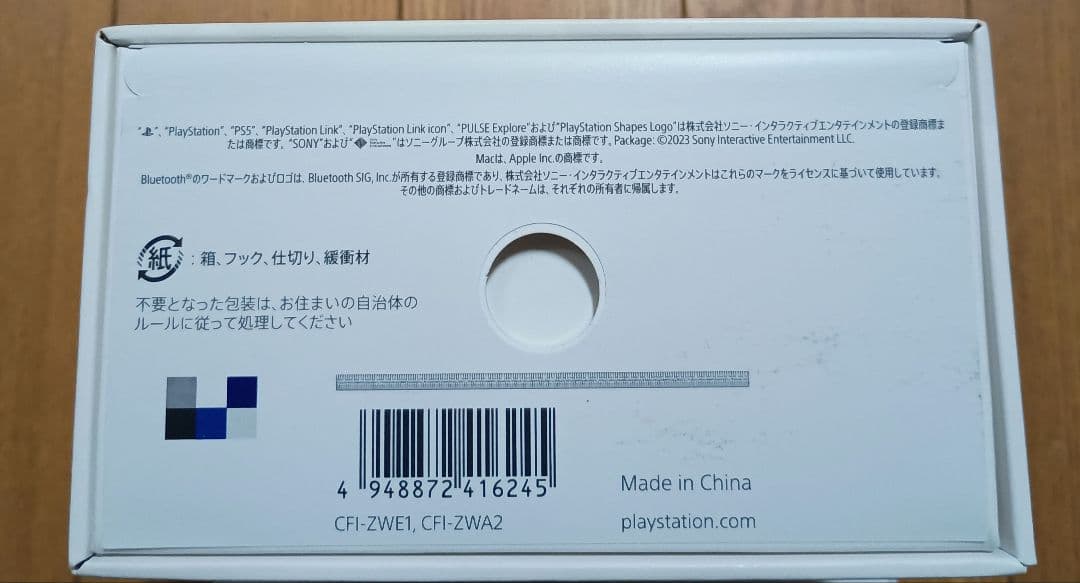 "PlayStation"、"PS5"、"PlayStation Link"、"PlayStation Link icon"、"PULSE Explore"および"PlayStation Shapes Logo"は株式会社ソニー・インタラクティブエンタテインメントの登録商標ま
たは商標です。"SONY"および" "はソニーグループ株式会社の登録商標または商標です。Package: ©2023 Sony Interactive Entertainment LLC.
Macは、Apple Inc.の商標です。
Bluetooth®のワードマークおよびロゴは、Bluetooth SIG, Inc.が所有する登録商標であり、株式会社ソニー・インタラクティブエンタテインメントはこれらのマークをライセンスに基づいて使用しています。
その他の商標およびトレードネームは、それぞれの所有者に帰属します。
紙:箱、フック、仕切り、緩衝材
不要となった包装は、お住まいの自治体の
ルールに従って処理してください
4 948872 416245
CFI-ZWE1, CFI-ZWA2
Made in China
playstation.com